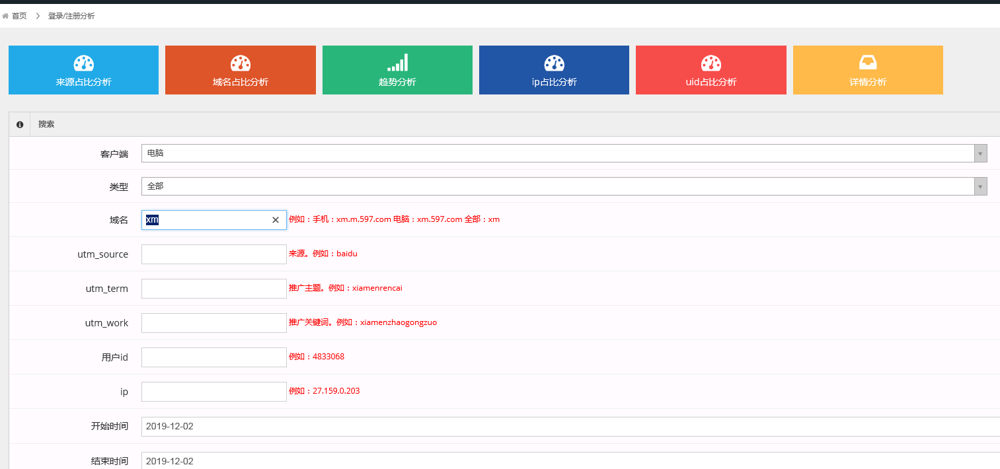 首页 > 登录/注册分析
来源占比分析 域名占比分析 趋势分析 ip占比分析 uid占比分析 详情分析
搜索
客户端 电脑
类型 全部
域名 xm 例如：手机：xm.m.597.com 电脑：xm.597.com 全部：xm
utm_source 来源。例如：baidu
utm_term 推广主题。例如：xiamenrencai
utm_work 推广关键词。例如：xiamenzhaogongzuo
用户id 例如：4833068
ip 例如：27.159.0.203
开始时间 2019-12-02
结束时间 2019-12-02